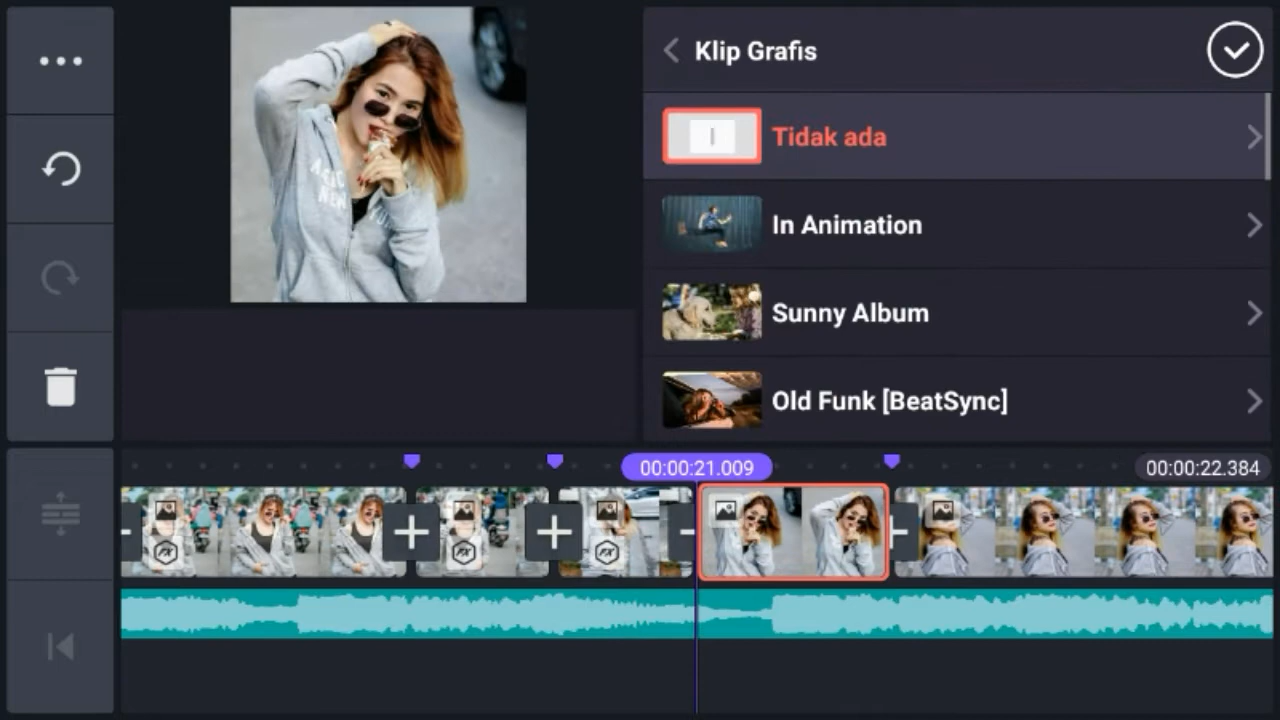 Klip Grafis
Tidak ada
In Animation
Sunny Album
Old Funk [BeatSync]
00:00:21.009
00:00:22.384